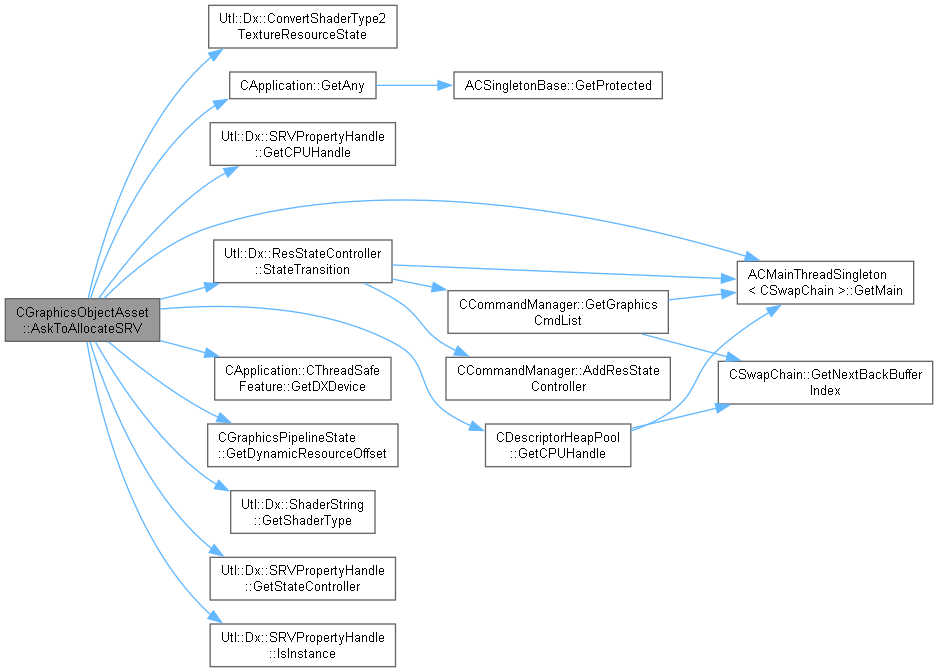 Utl::Dx::ConvertShaderType2
TextureResourceState
CApplication::GetAny
ACSingletonBase::GetProtected
Utl::Dx::SRVPropertyHandle
::GetCPUHandle
Utl::Dx::ResStateController
::StateTransition
ACMainThreadSingleton
< CSwapChain >::GetMain
CGraphicsObjectAsset
::AskToAllocateSRV
CCommandManager::GetGraphics
CmdList
CApplication::CThreadSafe
Feature::GetDXDevice
CCommandManager::AddResState
Controller
CSwapChain::GetNextBackBuffer
Index
CGraphicsPipelineState
::GetDynamicResourceOffset
CDescriptorHeapPool
::GetCPUHandle
Utl::Dx::ShaderString
::GetShaderType
Utl::Dx::SRVPropertyHandle
::GetStateController
Utl::Dx::SRVPropertyHandle
::IsInstance